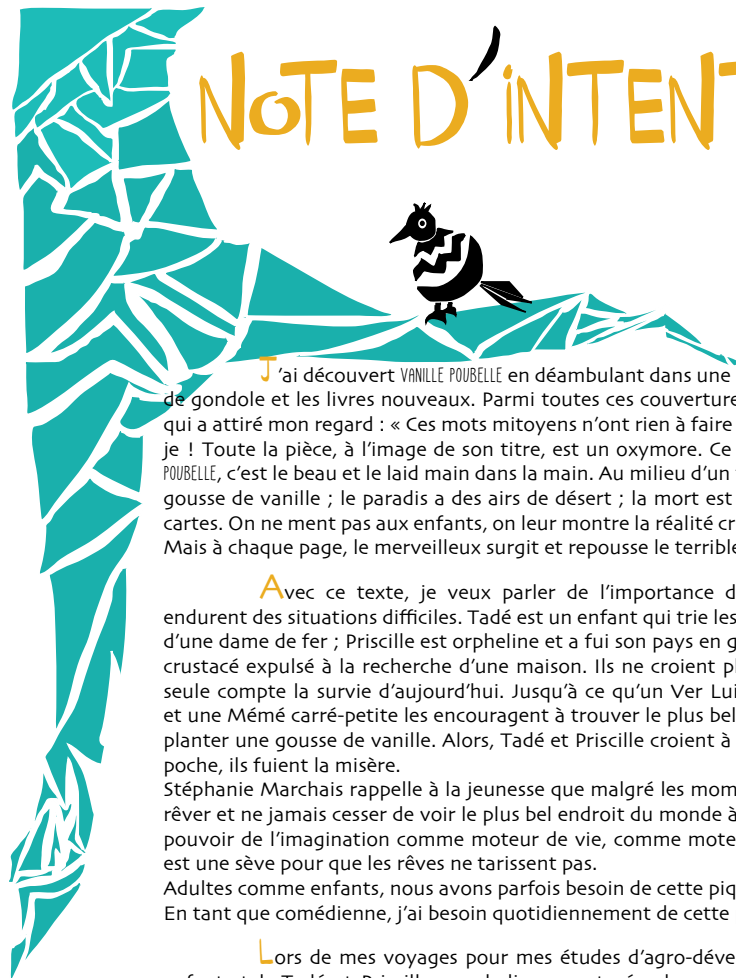 NOTE D'INTENT
J'ai découvert VANILLE POUBELLE en déambulant dans une
de gondole et les livres nouveaux. Parmi toutes ces couverture
qui a attiré mon regard : « Ces mots mitoyens n'ont rien à faire
je ! Toute la pièce, à l'image de son titre, est un oxymore. Ce
POUBELLE, c'est le beau et le laid main dans la main. Au milieu d'un
gousse de vanille ; le paradis a des airs de désert ; la mort est
cartes. On ne ment pas aux enfants, on leur montre la réalité cr
Mais à chaque page, le merveilleux surgit et repousse le terrible
Avec ce texte, je veux parler de l'importance d
endurent des situations difficiles. Tadé est un enfant qui trie les
d'une dame de fer ; Priscille est orpheline et a fui son pays en g
crustacé expulsé à la recherche d'une maison. Ils ne croient pl
seule compte la survie d'aujourd'hui. Jusqu'à ce qu'un Ver Lui
et une Mémé carré-petite les encouragent à trouver le plus bel
planter une gousse de vanille. Alors, Tadé et Priscille croient à
poche, ils fuient la misère.
Stéphanie Marchais rappelle à la jeunesse que malgré les mom
rêver et ne jamais cesser de voir le plus bel endroit du monde à
pouvoir de l'imagination comme moteur de vie, comme mote
est une sève pour que les rêves ne tarissent pas.
Adultes comme enfants, nous avons parfois besoin de cette piq
En tant que comédienne, j'ai besoin quotidiennement de cette
Lors de mes voyages pour mes études d'agro-déve